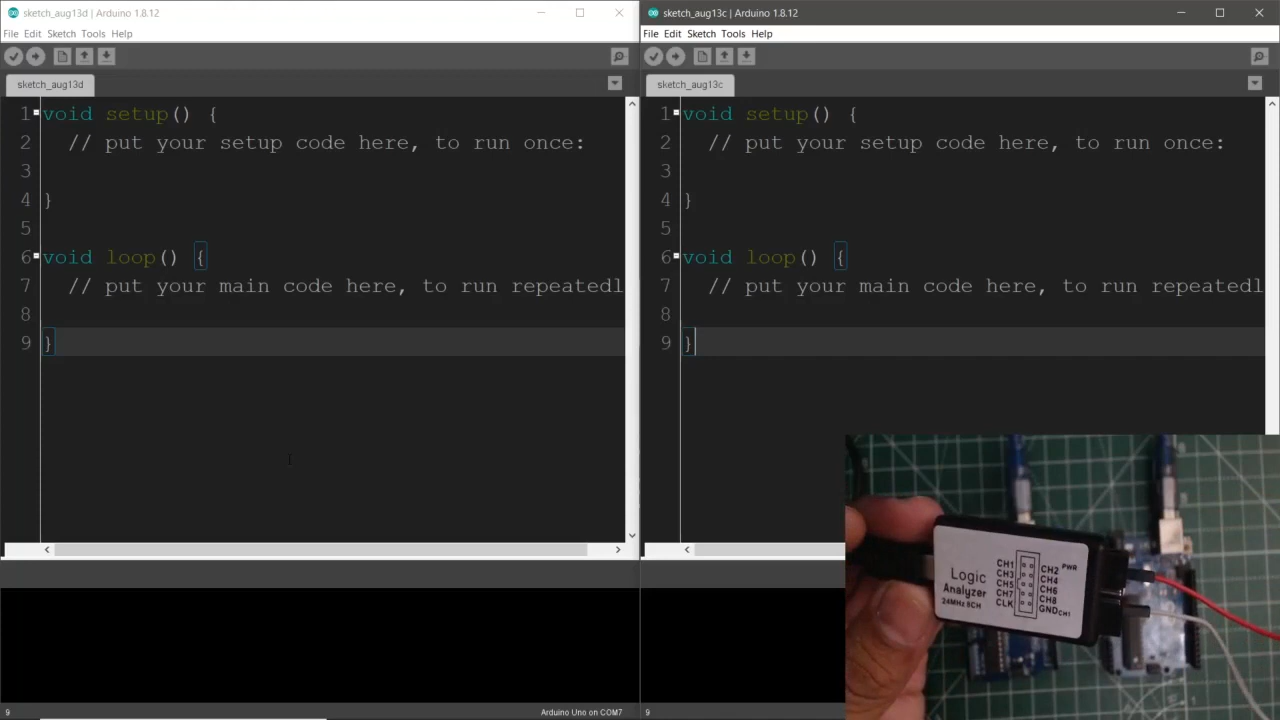 sketch_aug13d | Arduino 1.8.12
File Edit Sketch Tools Help
sketch_aug13d
1 void setup() {
2 // put your setup code here, to run once:
3
4 }
5
6 void loop() {
7 // put your main code here, to run repeatedl
8
9 }
9
Arduino Uno on COM7
sketch_aug13c | Arduino 1.8.12
File Edit Sketch Tools Help
sketch_aug13c
1 void setup() {
2 // put your setup code here, to run once:
3
4 }
5
6 void loop() {
7 // put your main code here, to run repeatedl
8
9 }
9
Logic
Analyzer
24MHz 8CH
CH1 CH2 PWR
CH3 CH4
CH5 CH6
CH7 CH8
CLK GND CH1